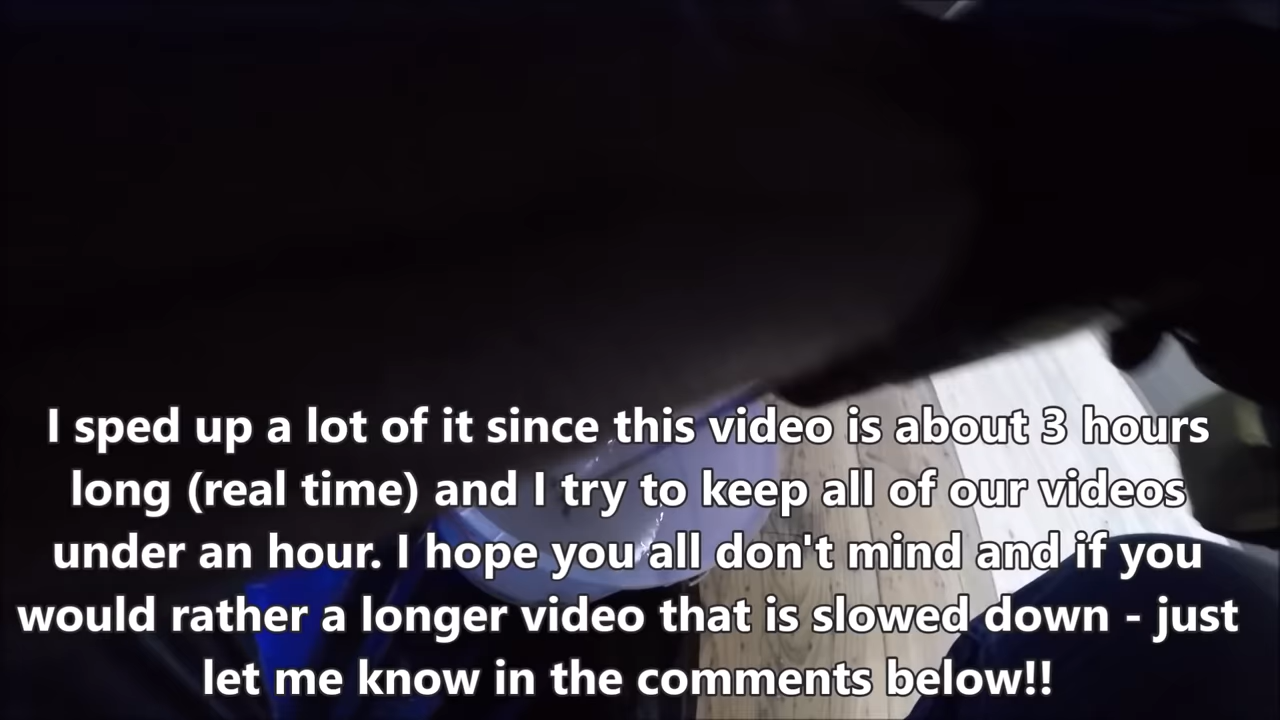 I sped up a lot of it since this video is about 3 hours
long (real time) and I try to keep all of our videos
under an hour. I hope you all don't mind and if you
would rather a longer video that is slowed down - just
let me know in the comments below!!